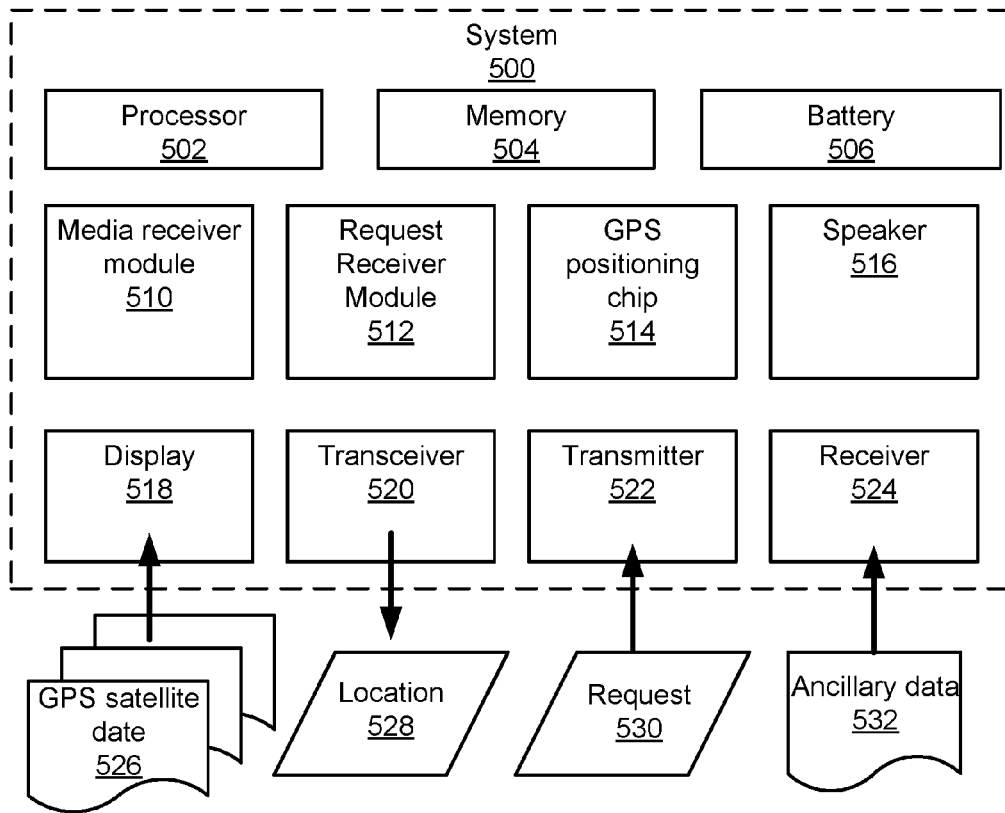 System
500
Processor
502
Memory
504
Battery
506
Media receiver
module
510
Request
Receiver
Module
512
GPS
positioning
chip
514
Speaker
516
Display
518
Transceiver
520
Transmitter
522
Receiver
524
GPS satellite
date
526
Location
528
Request
530
Ancillary data
532